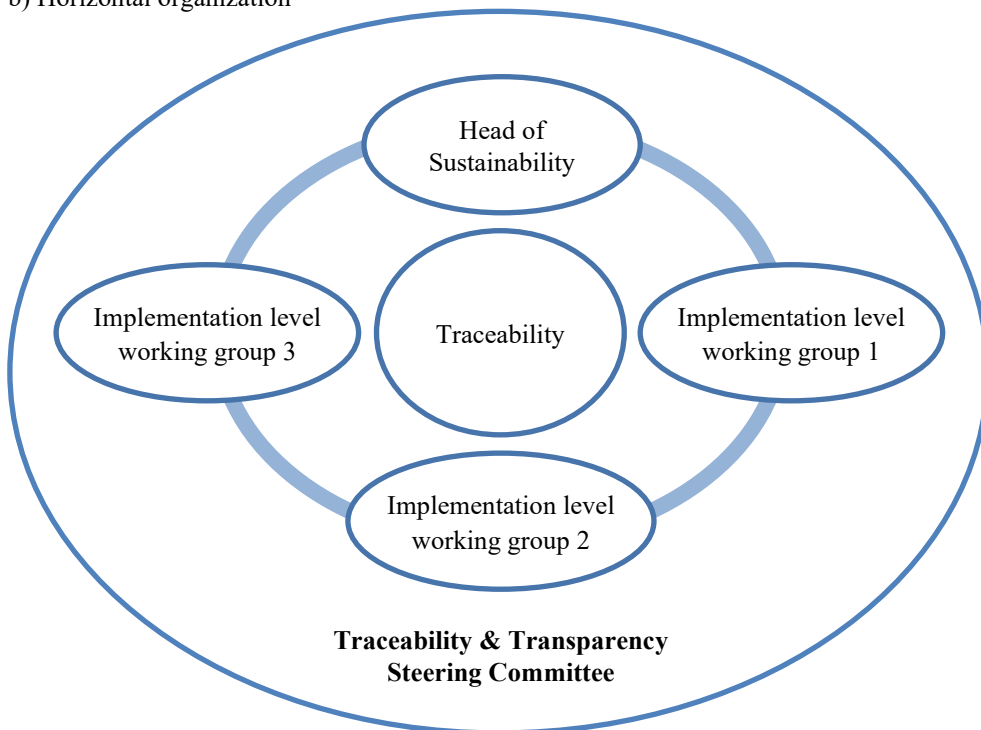 b) Horizontal organization
Head of
Sustainability
Implementation level
working group 3
Traceability
Implementation level
working group 1
Implementation level
working group 2
Traceability & Transparency
Steering Committee